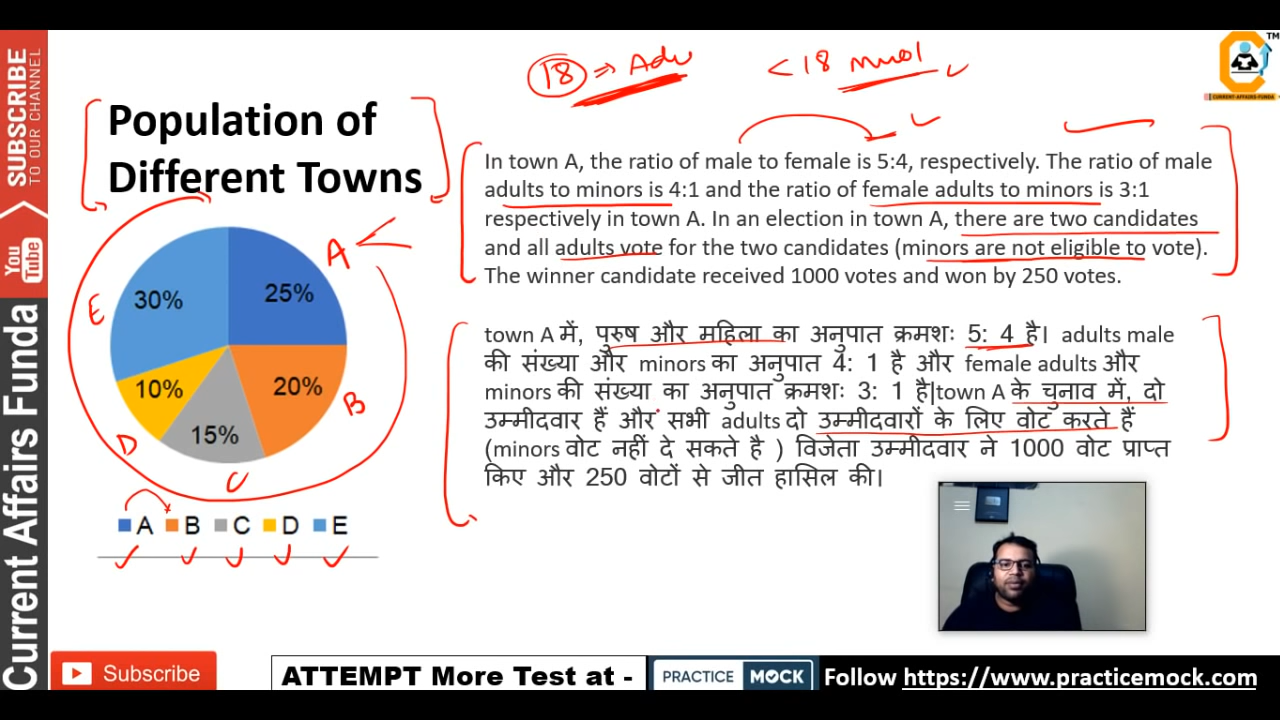 SUBSCRIBE
TO OUR CHANNEL
You Tube
Current Affairs Funda
TM
CURRENT-AFFAIRS-FUNDA
18 ⇒ Adu
< 18
Population of
Different Towns
In town A, the ratio of male to female is 5:4, respectively. The ratio of male
adults to minors is 4:1 and the ratio of female adults to minors is 3:1
respectively in town A. In an election in town A, there are two candidates
and all adults vote for the two candidates (minors are not eligible to vote).
The winner candidate received 1000 votes and won by 250 votes.
A
25%
B
20%
C
15%
D
10%
E
30%
A B C D E
town A में, पुरुष और महिला का अनुपात क्रमशः 5: 4 है। adults male
की संख्या और minors का अनुपात 4: 1 है और female adults और
minors की संख्या का अनुपात क्रमशः 3: 1 है|town A के चुनाव में, दो
उम्मीदवार हैं और सभी adults दो उम्मीदवारों के लिए वोट करते हैं
(minors वोट नहीं दे सकते है ) विजेता उम्मीदवार ने 1000 वोट प्राप्त
किए और 250 वोटों से जीत हासिल की।
Subscribe
ATTEMPT More Test at -
PRACTICE MOCK
Follow https://www.practicemock.com